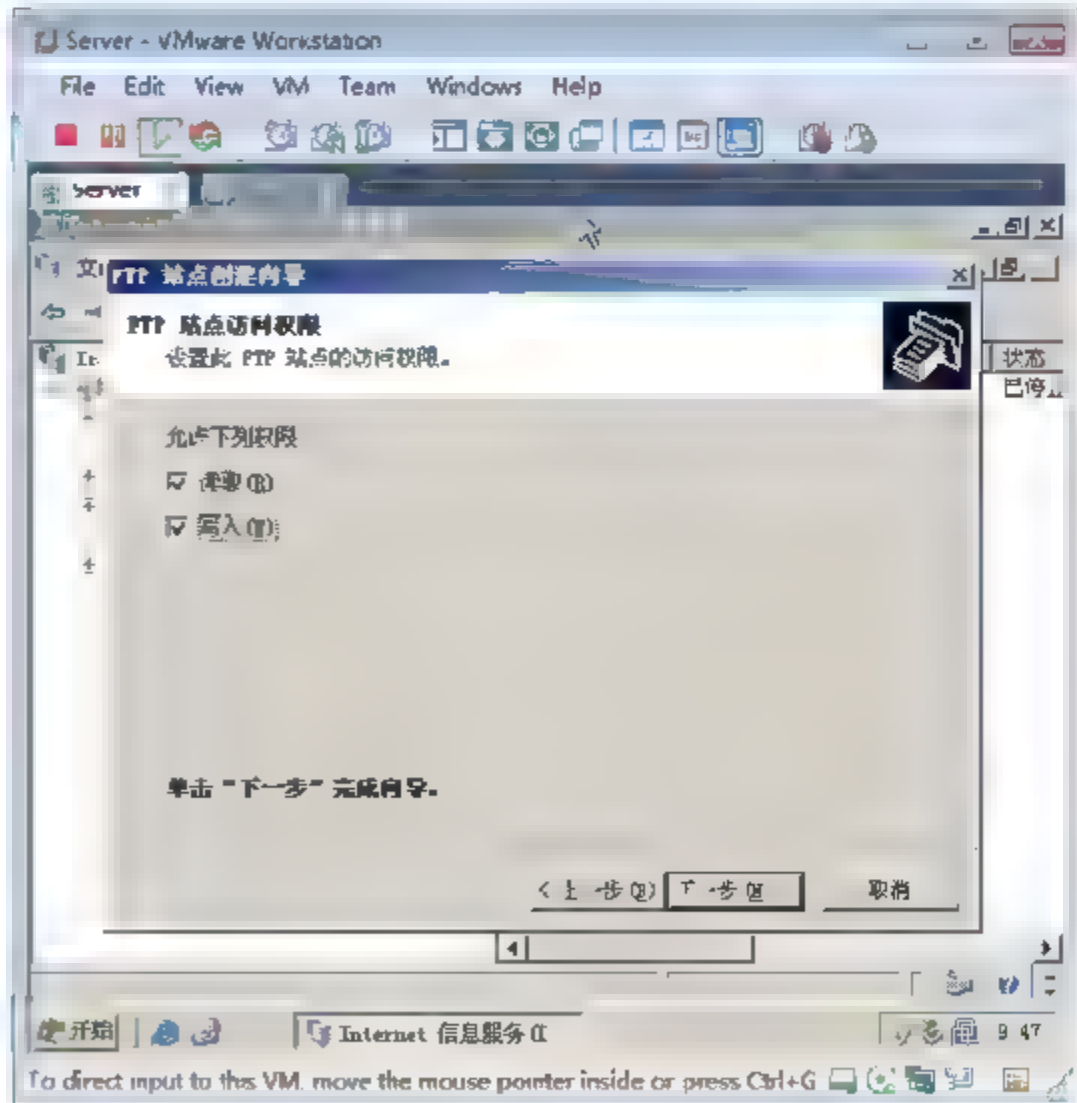 Server - VMware Workstation
File Edit View VM Team Windows Help
Server
FTP 站点创建向导
FTP 站点访问权限
设置此 FTP 站点的访问权限。
状态
已停止
允许下列权限
读取(R)
写入(W)
单击“下一步”完成向导。
< 上一步(B) 下一步(N) 取消
开始 Internet 信息服务(I 9:47
To direct input to this VM, move the mouse pointer inside or press Ctrl+G